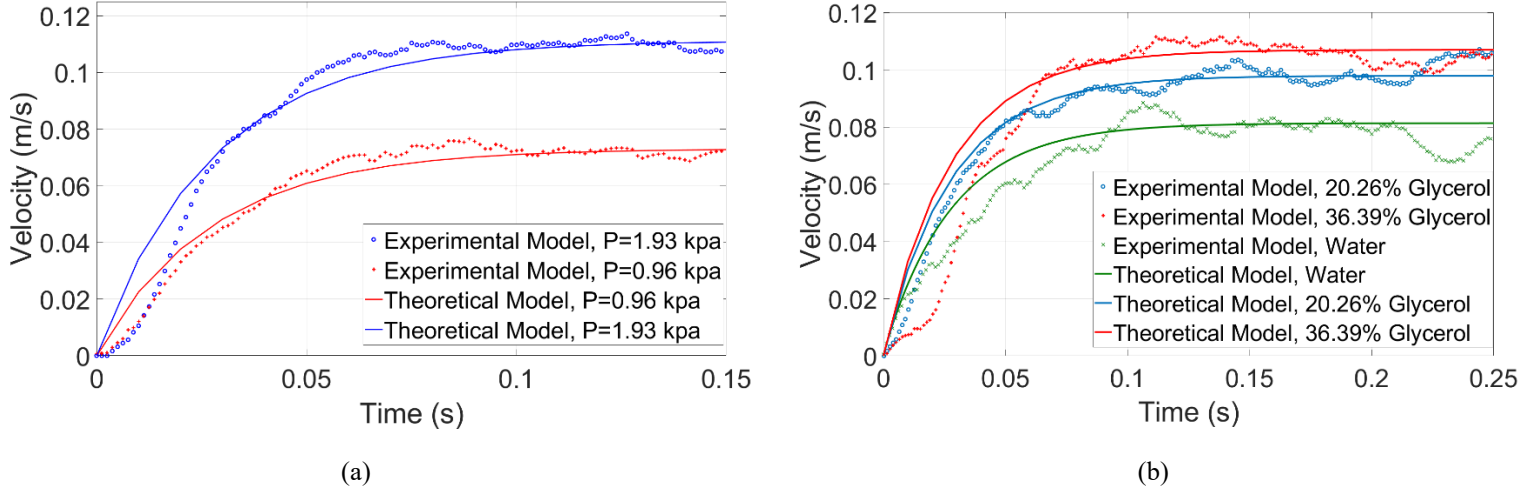 0.12
0.1
0.08
0.06
0.04
0.02
0
Velocity (m/s)
Experimental Model, P=1.93 kpa
Experimental Model, P=0.96 kpa
Theoretical Model, P=0.96 kpa
Theoretical Model, P=1.93 kpa
0 0.05 0.1 0.15
Time (s)
(a)
0.12
0.1
0.08
0.06
0.04
0.02
0
Velocity (m/s)
Experimental Model, 20.26% Glycerol
Experimental Model, 36.39% Glycerol
Experimental Model, Water
Theoretical Model, Water
Theoretical Model, 20.26% Glycerol
Theoretical Model, 36.39% Glycerol
0 0.05 0.1 0.15 0.2 0.25
Time (s)
(b)